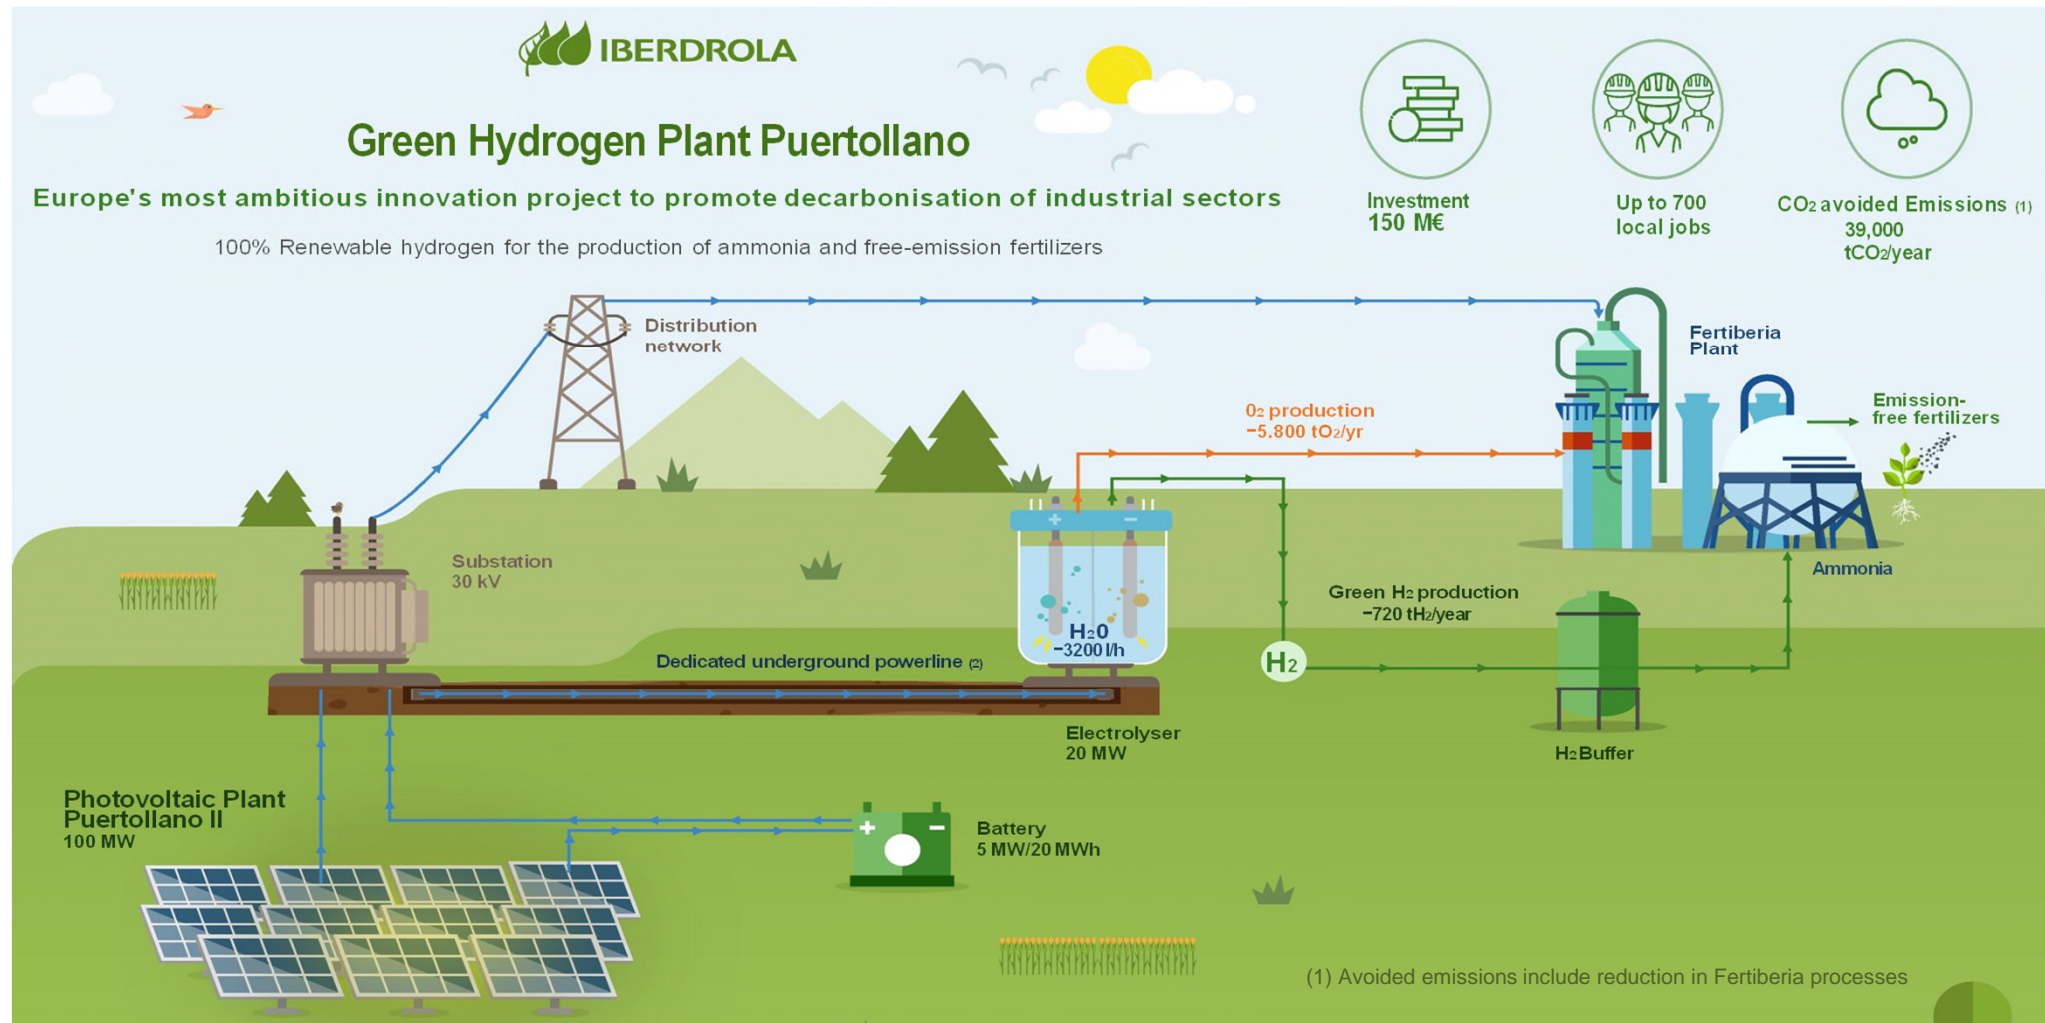 IBERDROLA
Green Hydrogen Plant Puertollano
Europe's most ambitious innovation project to promote decarbonisation of industrial sectors
100% Renewable hydrogen for the production of ammonia and free-emission fertilizers
Investment
150 M€
Up to 700
local jobs
CO2 avoided Emissions (1)
39,000
tCO2/year
Distribution
network
Fertiberia
Plant
02 production
~5.800 tO2/yr
Emission-
free fertilizers
Substation
30 kV
Ammonia
Green H2 production
~720 tH2/year
H20
~3200 l/h
Dedicated underground powerline (2)
H2
Electrolyser
20 MW
H2 Buffer
Photovoltaic Plant
Puertollano II
100 MW
+ −
Battery
5 MW/20 MWh
(1) Avoided emissions include reduction in Fertiberia processes